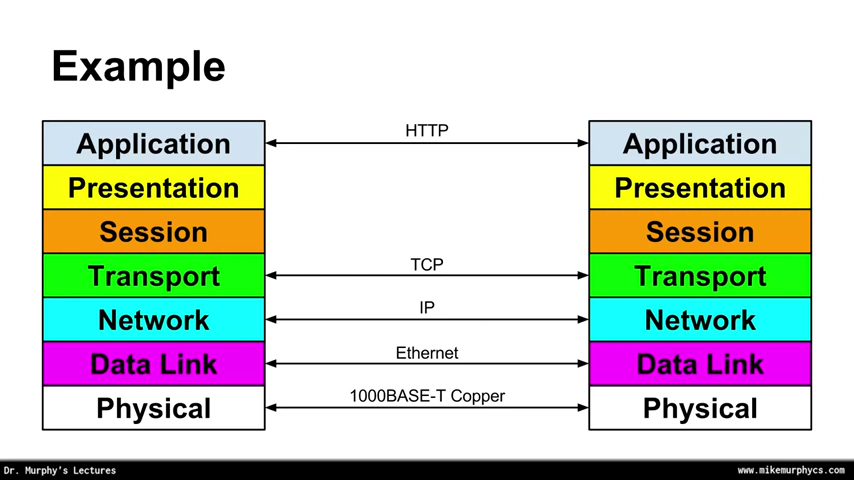 Example
Application HTTP Application
Presentation Presentation
Session Session
Transport TCP Transport
Network IP Network
Data Link Ethernet Data Link
Physical 1000BASE-T Copper Physical
Dr. Murphy's Lectures www.mikemurphycs.com